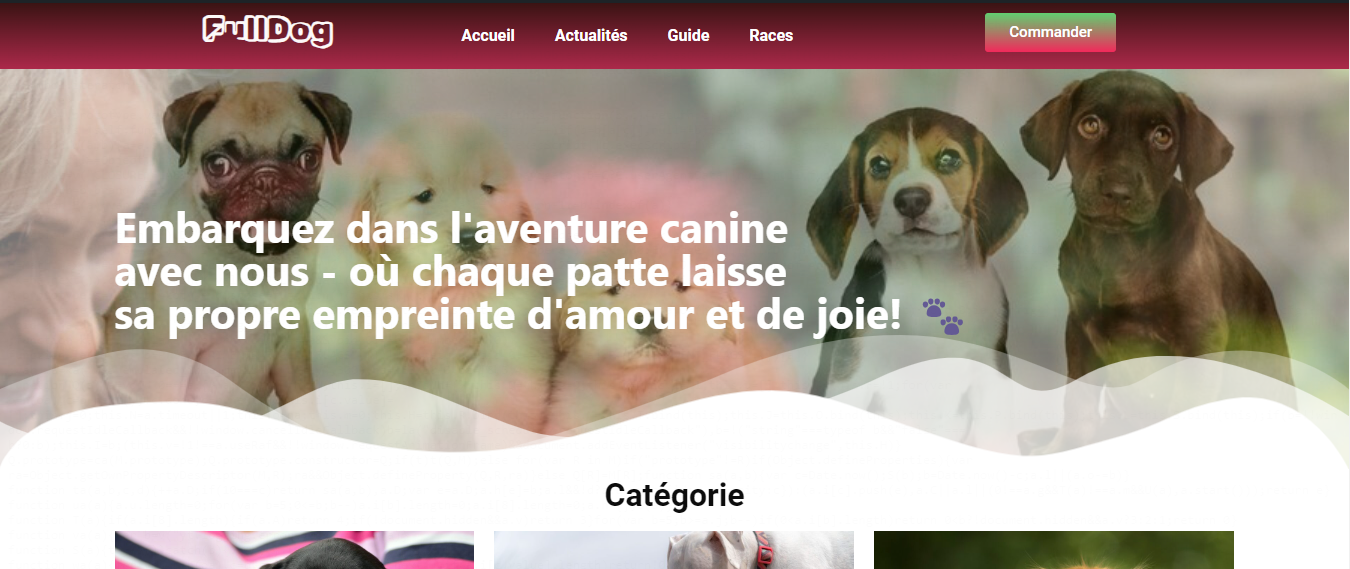 FullDog
Accueil
Actualités
Guide
Races
Commander
Embarquez dans l'aventure canine
avec nous - où chaque patte laisse
sa propre empreinte d'amour et de joie!
Catégorie